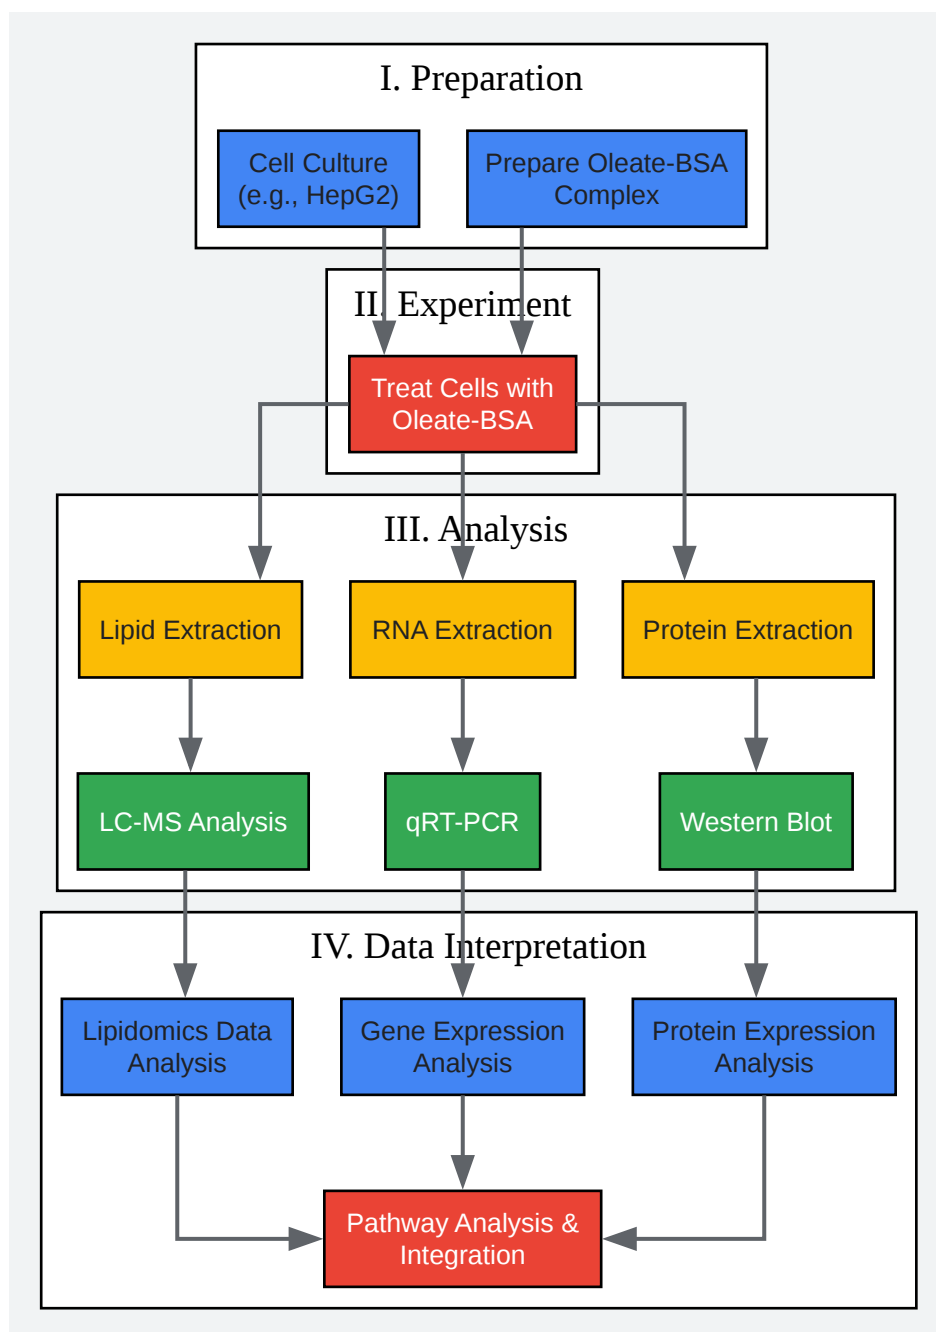 I. Preparation
Cell Culture
(e.g., HepG2)
Prepare Oleate-BSA
Complex
II. Experiment
Treat Cells with
Oleate-BSA
III. Analysis
Lipid Extraction
RNA Extraction
Protein Extraction
LC-MS Analysis
qRT-PCR
Western Blot
IV. Data Interpretation
Lipidomics Data
Analysis
Gene Expression
Analysis
Protein Expression
Analysis
Pathway Analysis &
Integration